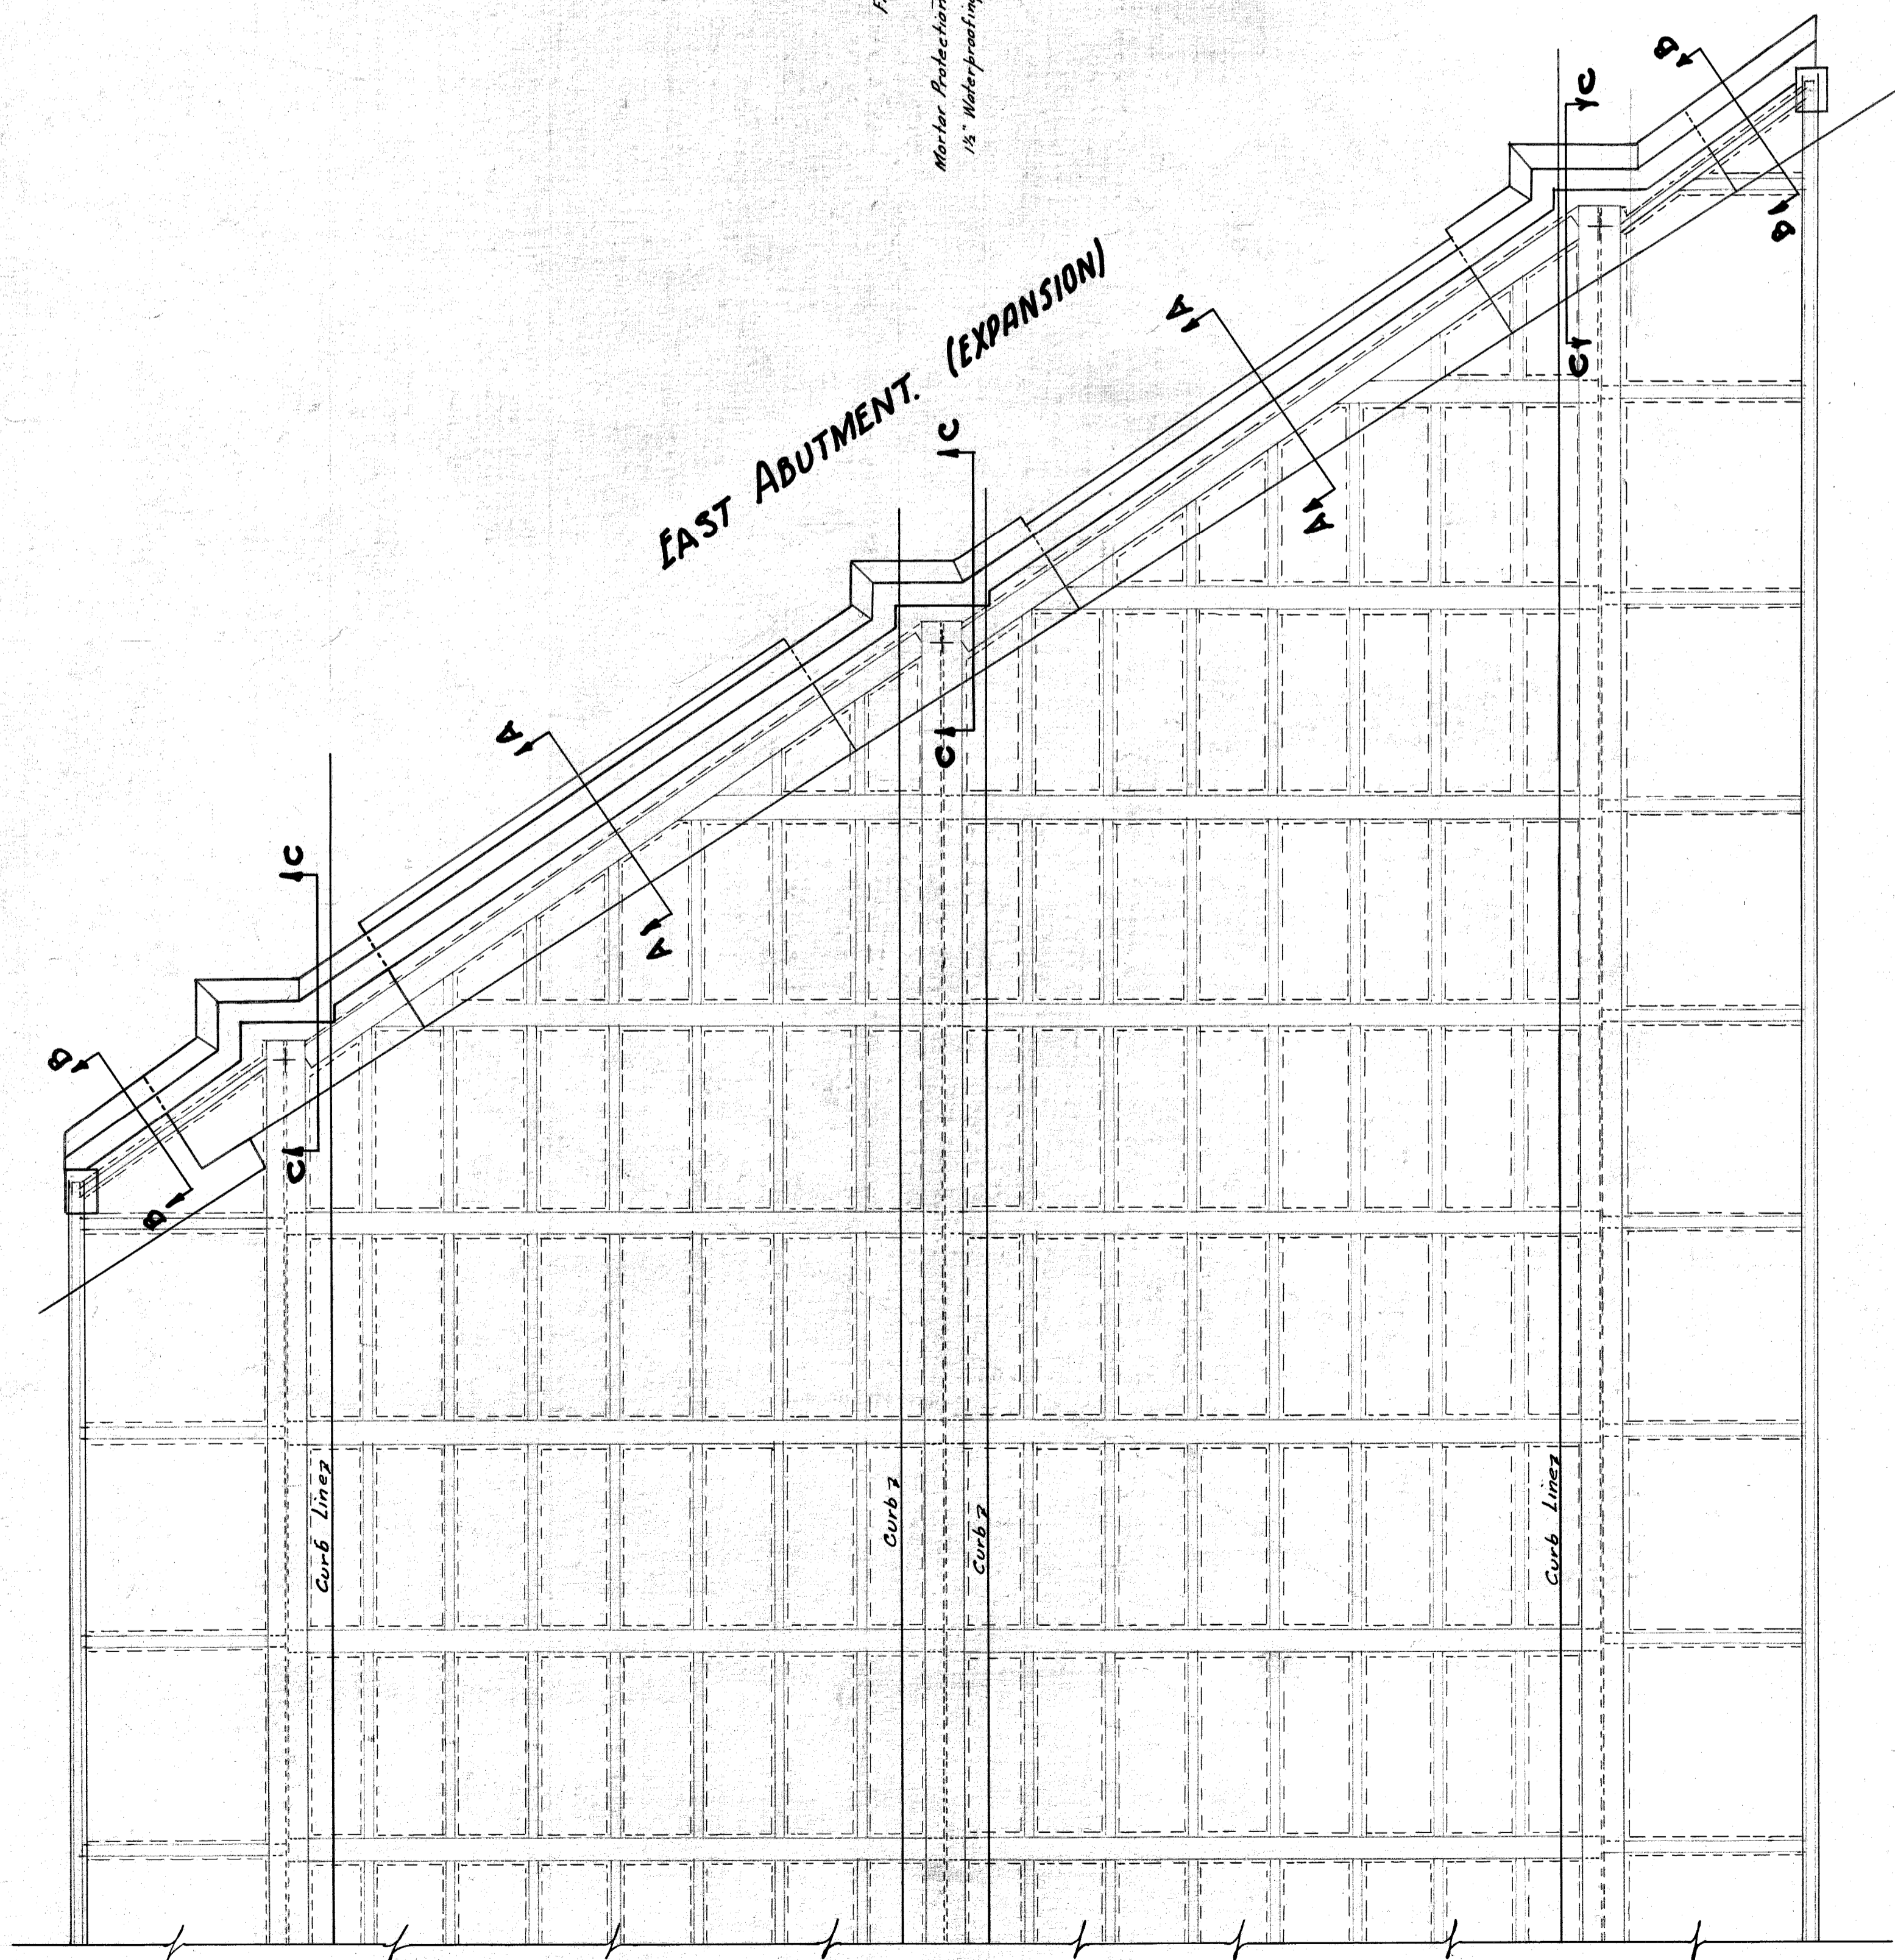 Mortar Protection
1½" Waterproofing
EAST ABUTMENT. (EXPANSION)
B
C
B
C
A
A
C
C
A
A
C
C
B
B
Curb Line
Curb
Curb
Curb Line